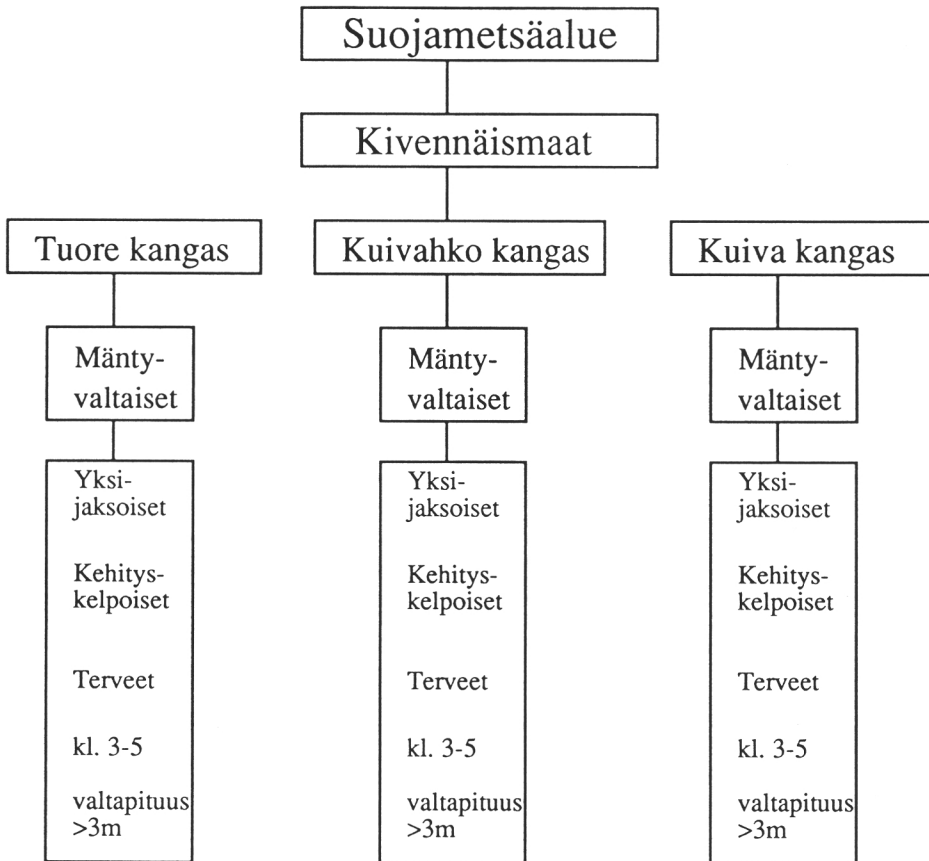 Suojametsäalue
Kivennäismaat
Tuore kangas
Kuivahko kangas
Kuiva kangas
Mänty-
valtaiset
Mänty-
valtaiset
Mänty-
valtaiset
Yksi-
jaksoiset
Kehitys-
kelpoiset
Terveet
kl. 3-5
valtapituus
>3m
Yksi-
jaksoiset
Kehitys-
kelpoiset
Terveet
kl. 3-5
valtapituus
>3m
Yksi-
jaksoiset
Kehitys-
kelpoiset
Terveet
kl. 3-5
valtapituus
>3m